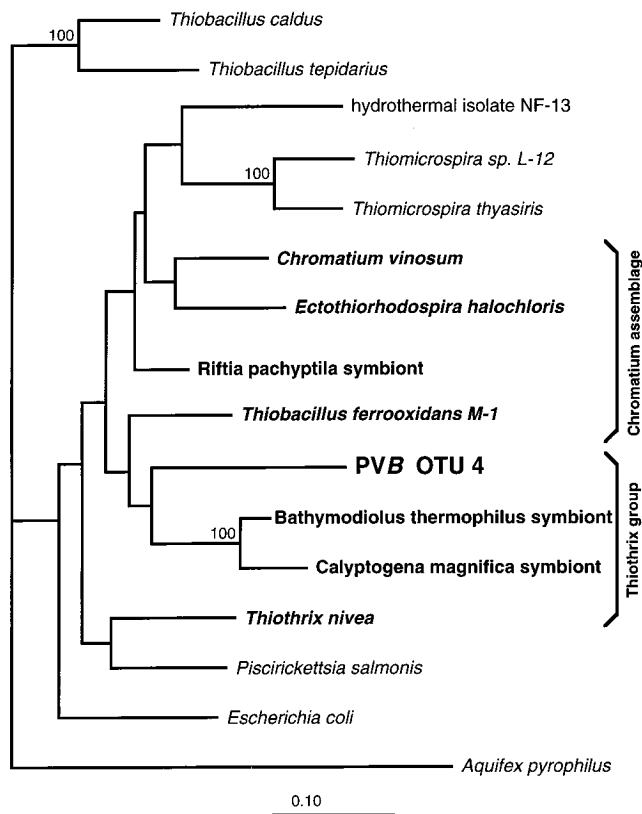 Thiobacillus caldus
100
Thiobacillus tepidarius
hydrothermal isolate NF-13
Thiomicrospira sp. L-12
100
Thiomicrospira thyasiris
Chromatium vinosum
Ectothiorhodospira halochloris
Riftia pachyptila symbiont
Thiobacillus ferrooxidans M-1
Chromatium assemblage
PVB OTU 4
Bathymodiolus thermophilus symbiont
100
Calyptogena magnifica symbiont
Thiothrix nivea
Thiothrix group
Piscirickettsia salmonis
Escherichia coli
Aquifex pyrophilus
0.10